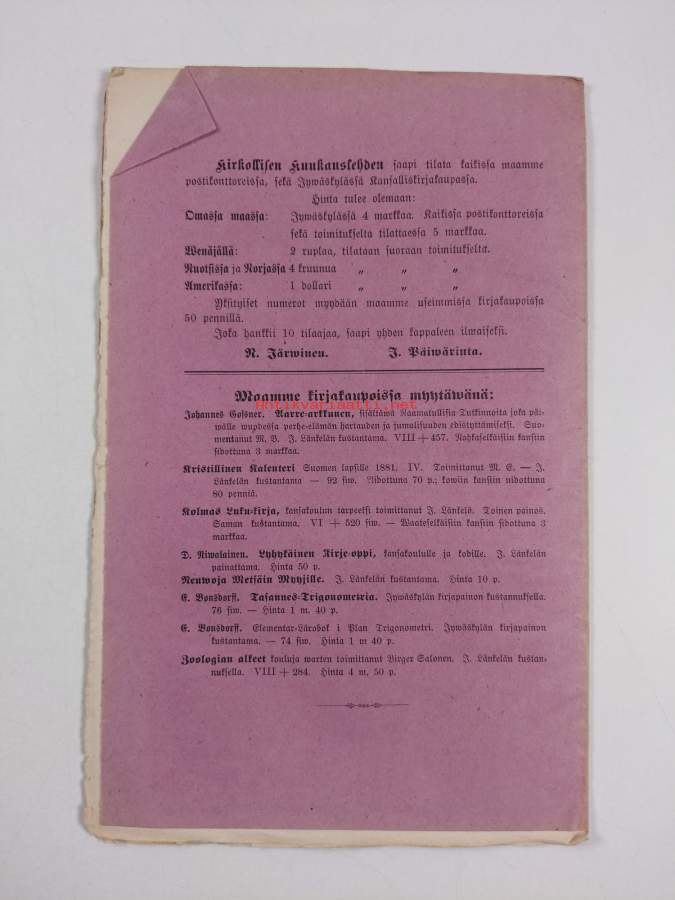 Kirkollisen Kuukauslehden saapi tilata kaikissa maamme
postikonttoreissa, sekä Jywäskylässä Kansalliskirjakaupassa.
Hinta tulee olemaan:
Omassa maassa: Jywäskylässä 4 markkaa. Kaikissa postikonttoreissa
sekä toimitukselta tilattaessa 5 markkaa.
Wenäjällä: 2 ruplaa, tilataan suoraan toimitukselta.
Ruotsissa ja Norjassa 4 kruunua „ „ „
Amerikassa: 1 dollari „ „ „
Yksityiset numerot myydään maamme useimmissa kirjakaupoissa
50 pennillä.
Joka hankkii 10 tilaajaa, saapi yhden kappaleen ilmaiseksi.
N. Järwinen. J. Päiwärinta.
Maamme kirjakaupoissa myytäwänä:
Antikvariaatti.net
Johannes Gossner. Aarre-arkkunen, sisältäwä Raamatullisia Tutkinnoita joka päi-
wälle wuodessa perhe-elämän hartauden ja jumalisuuden edistyttämiseksi. Suo-
mentanut M. B. J. Länkelän kustantama. VIII + 457. Nahkaselkäisiin kansiin
sidottuna 3 markkaa.
Kristillinen Kalenteri Suomen lapsille 1881. IV. Toimittanut M. E. — J.
Länkelän kustantama — 92 siw. Nidottuna 70 p.; kowiin kansiin nidottuna
80 penniä.
Kolmas Luku-kirja, kansakoulun tarpeeksi toimittanut J. Länkelä. Toinen painos.
Saman kustantama. VI + 520 siw. — Waateselkäisiin kansiin sidottuna 3
markkaa.
D. Niwalainen. Lyhykäinen Kirje-oppi, kansakoululle ja kodille. J. Länkelän
painattama. Hinta 50 p.
Neuwoja Metsäin Myyjille. J. Länkelän kustantama. Hinta 10 p.
E. Bonsdorff. Tasannes-Trigonometria. Jywäskylän kirjapainon kustannuksella.
76 siw. — Hinta 1 m. 40 p.
E. Bonsdorff. Elementar-Lärobok i Plan Trigonometri. Jywäskylän kirjapainon
kustantama. — 74 siw. Hinta 1 m 40 p.
Zoologian alkeet kouluja warten toimittanut Birger Salonen. J. Länkelän kustan-
nuksella. VIII + 284. Hinta 4 m. 50 p.